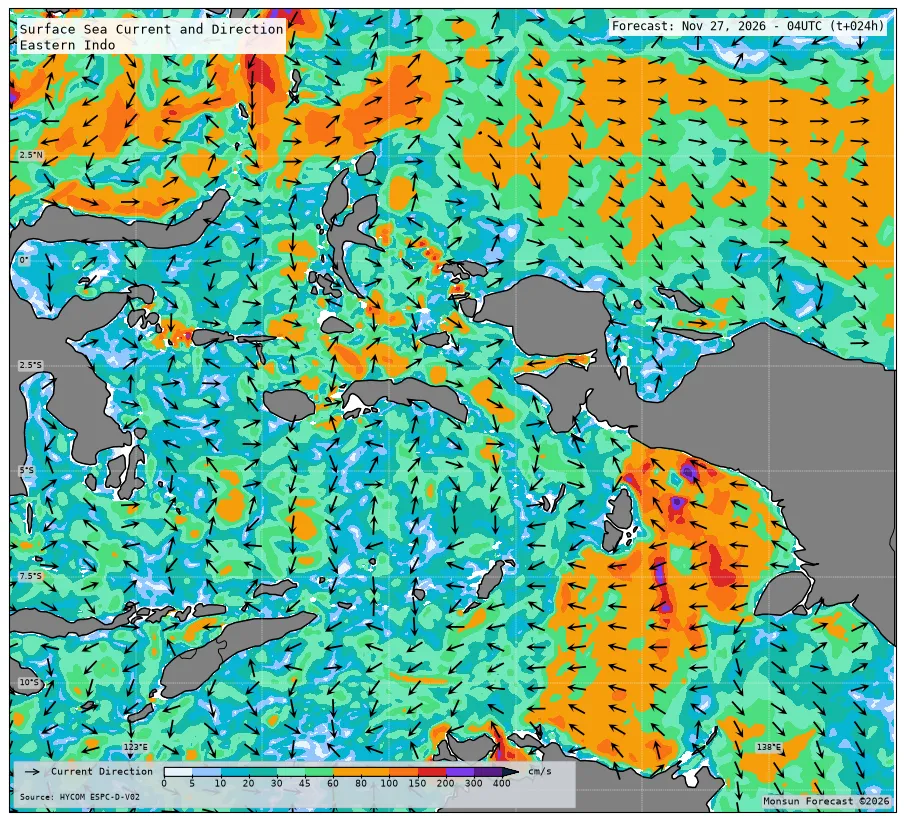 Surface Sea Current and Direction
Eastern Indo
Forecast: Nov 27, 2026 - 04UTC (t+024h)
2.5°N
0°
2.5°S
5°S
7.5°S
10°S
123°E
138°E
Current Direction
0 5 10 20 30 45 60 80 100 150 200 300 400
cm/s
Source: HYCOM ESPC-D-V02
Monsun Forecast ©2026